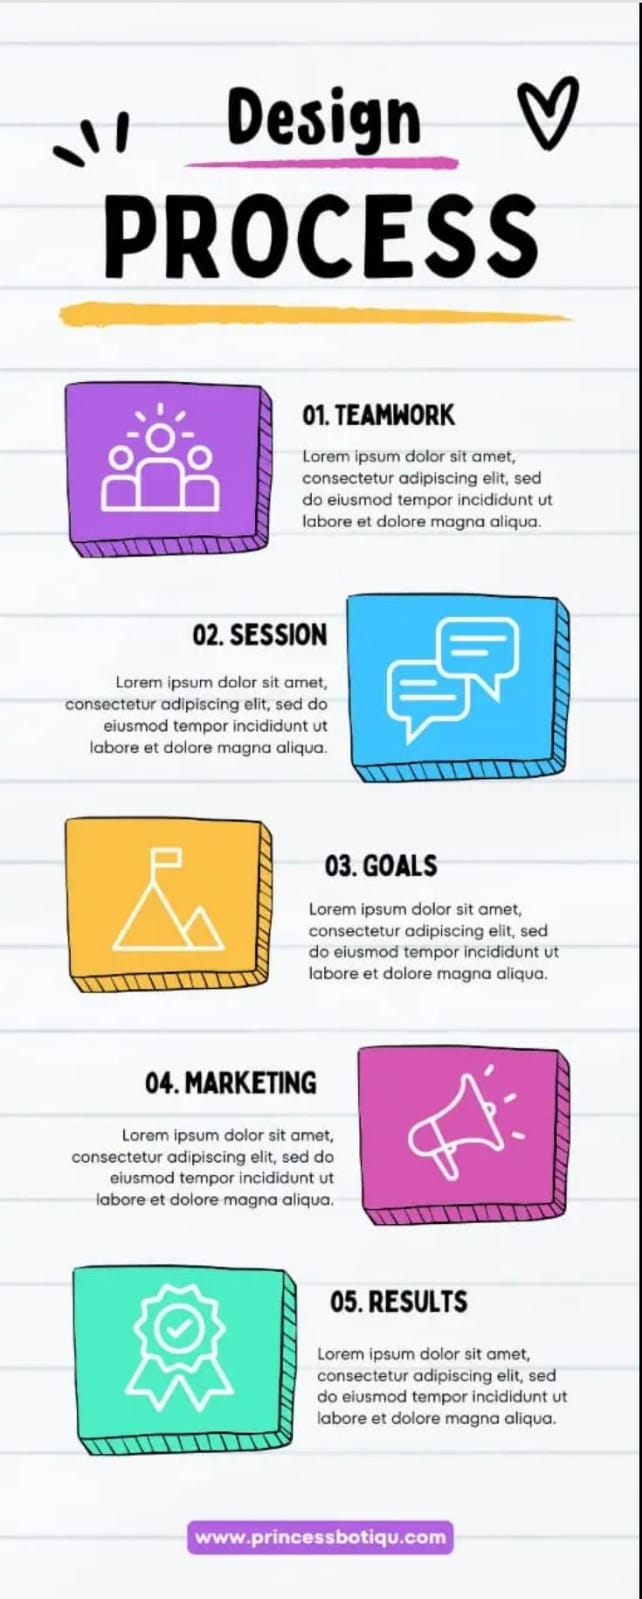 Design
PROCESS
01. TEAMWORK
Lorem ipsum dolor sit amet,
consectetur adipiscing elit, sed
do eiusmod tempor incididunt ut
labore et dolore magna aliqua.
02. SESSION
Lorem ipsum dolor sit amet,
consectetur adipiscing elit, sed do
eiusmod tempor incididunt ut
labore et dolore magna aliqua.
03. GOALS
Lorem ipsum dolor sit amet,
consectetur adipiscing elit, sed
do eiusmod tempor incididunt ut
labore et dolore magna aliqua.
04. MARKETING
Lorem ipsum dolor sit amet,
consectetur adipiscing elit, sed do
eiusmod tempor incididunt ut
labore et dolore magna aliqua.
05. RESULTS
Lorem ipsum dolor sit amet,
consectetur adipiscing elit, sed
do eiusmod tempor incididunt ut
labore et dolore magna aliqua.
www.princessbotiqu.com